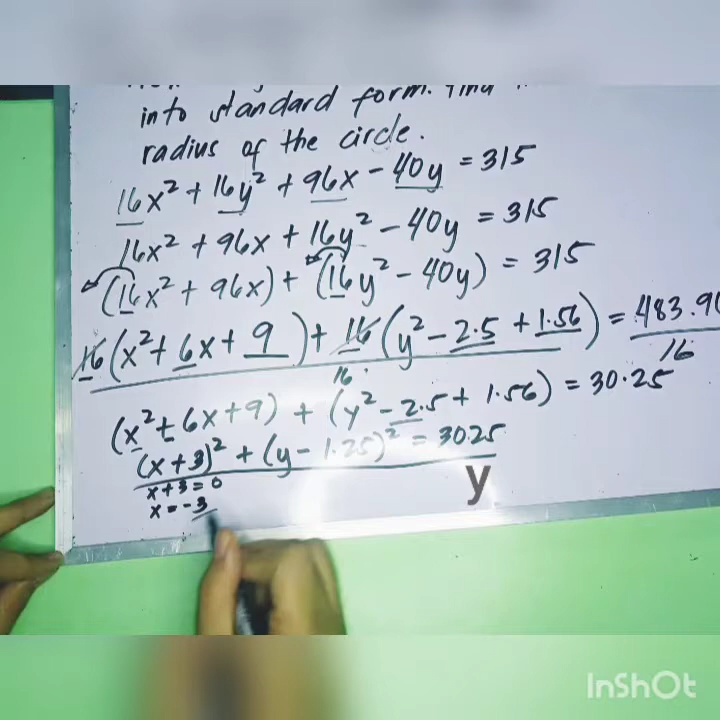 into standard form. find
radius of the circle.
16x² + 16y² + 96x - 40y = 315
16x² + 96x + 16y² - 40y = 315
(16x² + 96x) + (16y² - 40y) = 315
16(x² + 6x + 9) + 16(y² - 2.5 + 1.56) = 483.96
16 16
(x² + 6x + 9) + (y² - 2.5 + 1.56) = 30.25
(x + 3)² + (y - 1.25)² = 30.25
x + 3 = 0
y
x = -3
InShOt